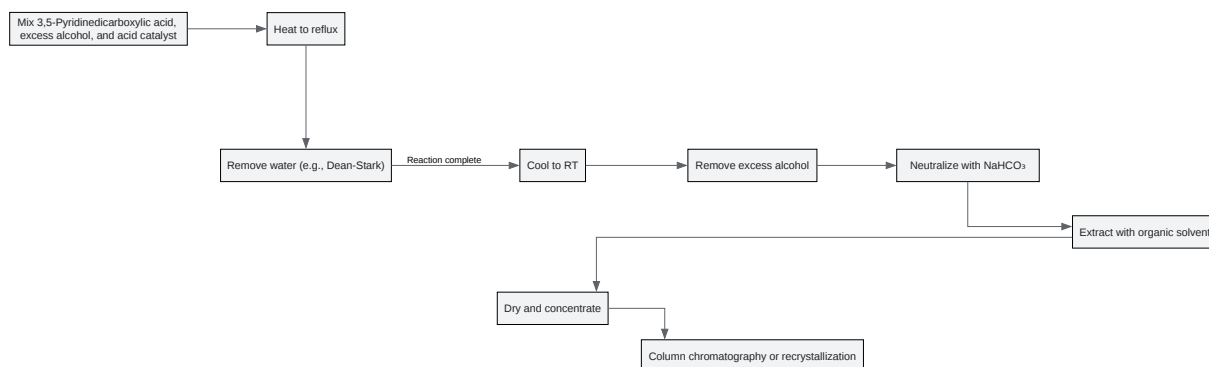 Mix 3,5-Pyridinedicarboxylic acid,
excess alcohol, and acid catalyst
Heat to reflux
Remove water (e.g., Dean-Stark)
Reaction complete
Cool to RT
Remove excess alcohol
Neutralize with NaHCO₃
Extract with organic solvent
Dry and concentrate
Column chromatography or recrystallization